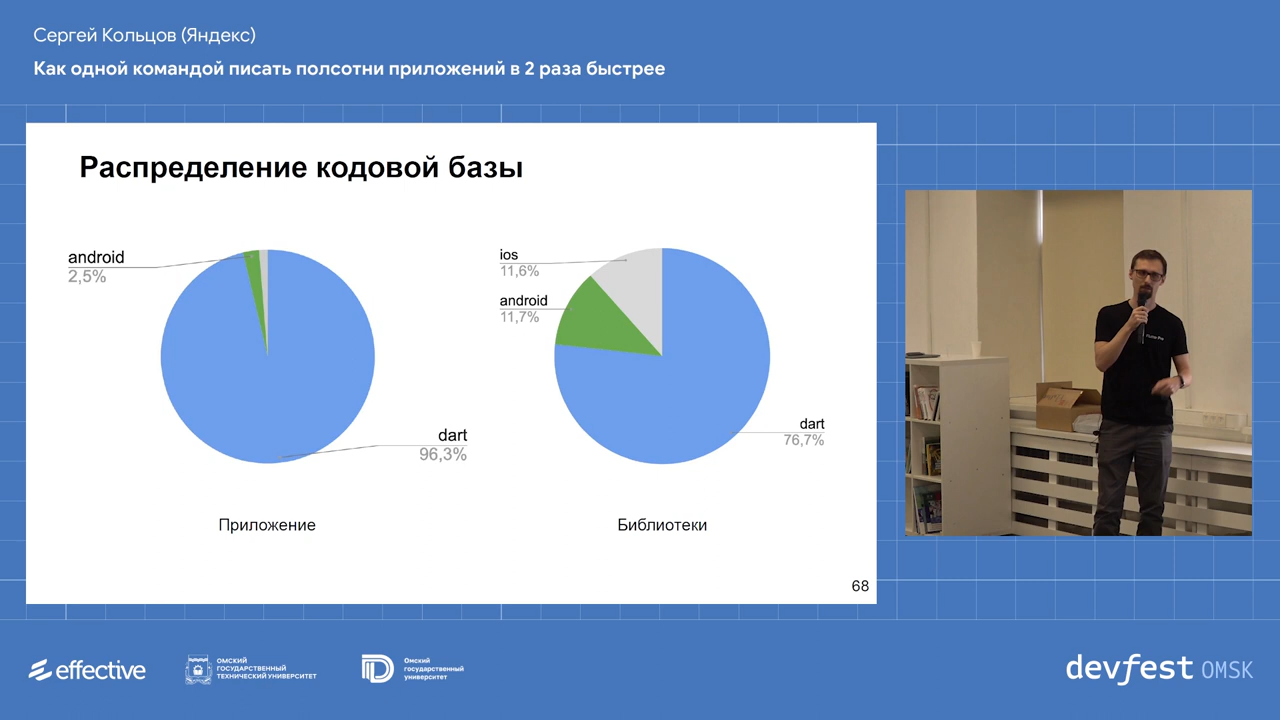 Сергей Кольцов (Яндекс)
Как одной командой писать полсотни приложений в 2 раза быстрее
Распределение кодовой базы
android
2,5%
dart
96,3%
Приложение
ios
11,6%
android
11,7%
dart
76,7%
Библиотеки
68
effective
ОМСКИЙ
ГОСУДАРСТВЕННЫЙ
ТЕХНИЧЕСКИЙ УНИВЕРСИТЕТ
Омский
государственный
университет
devfest OMSK